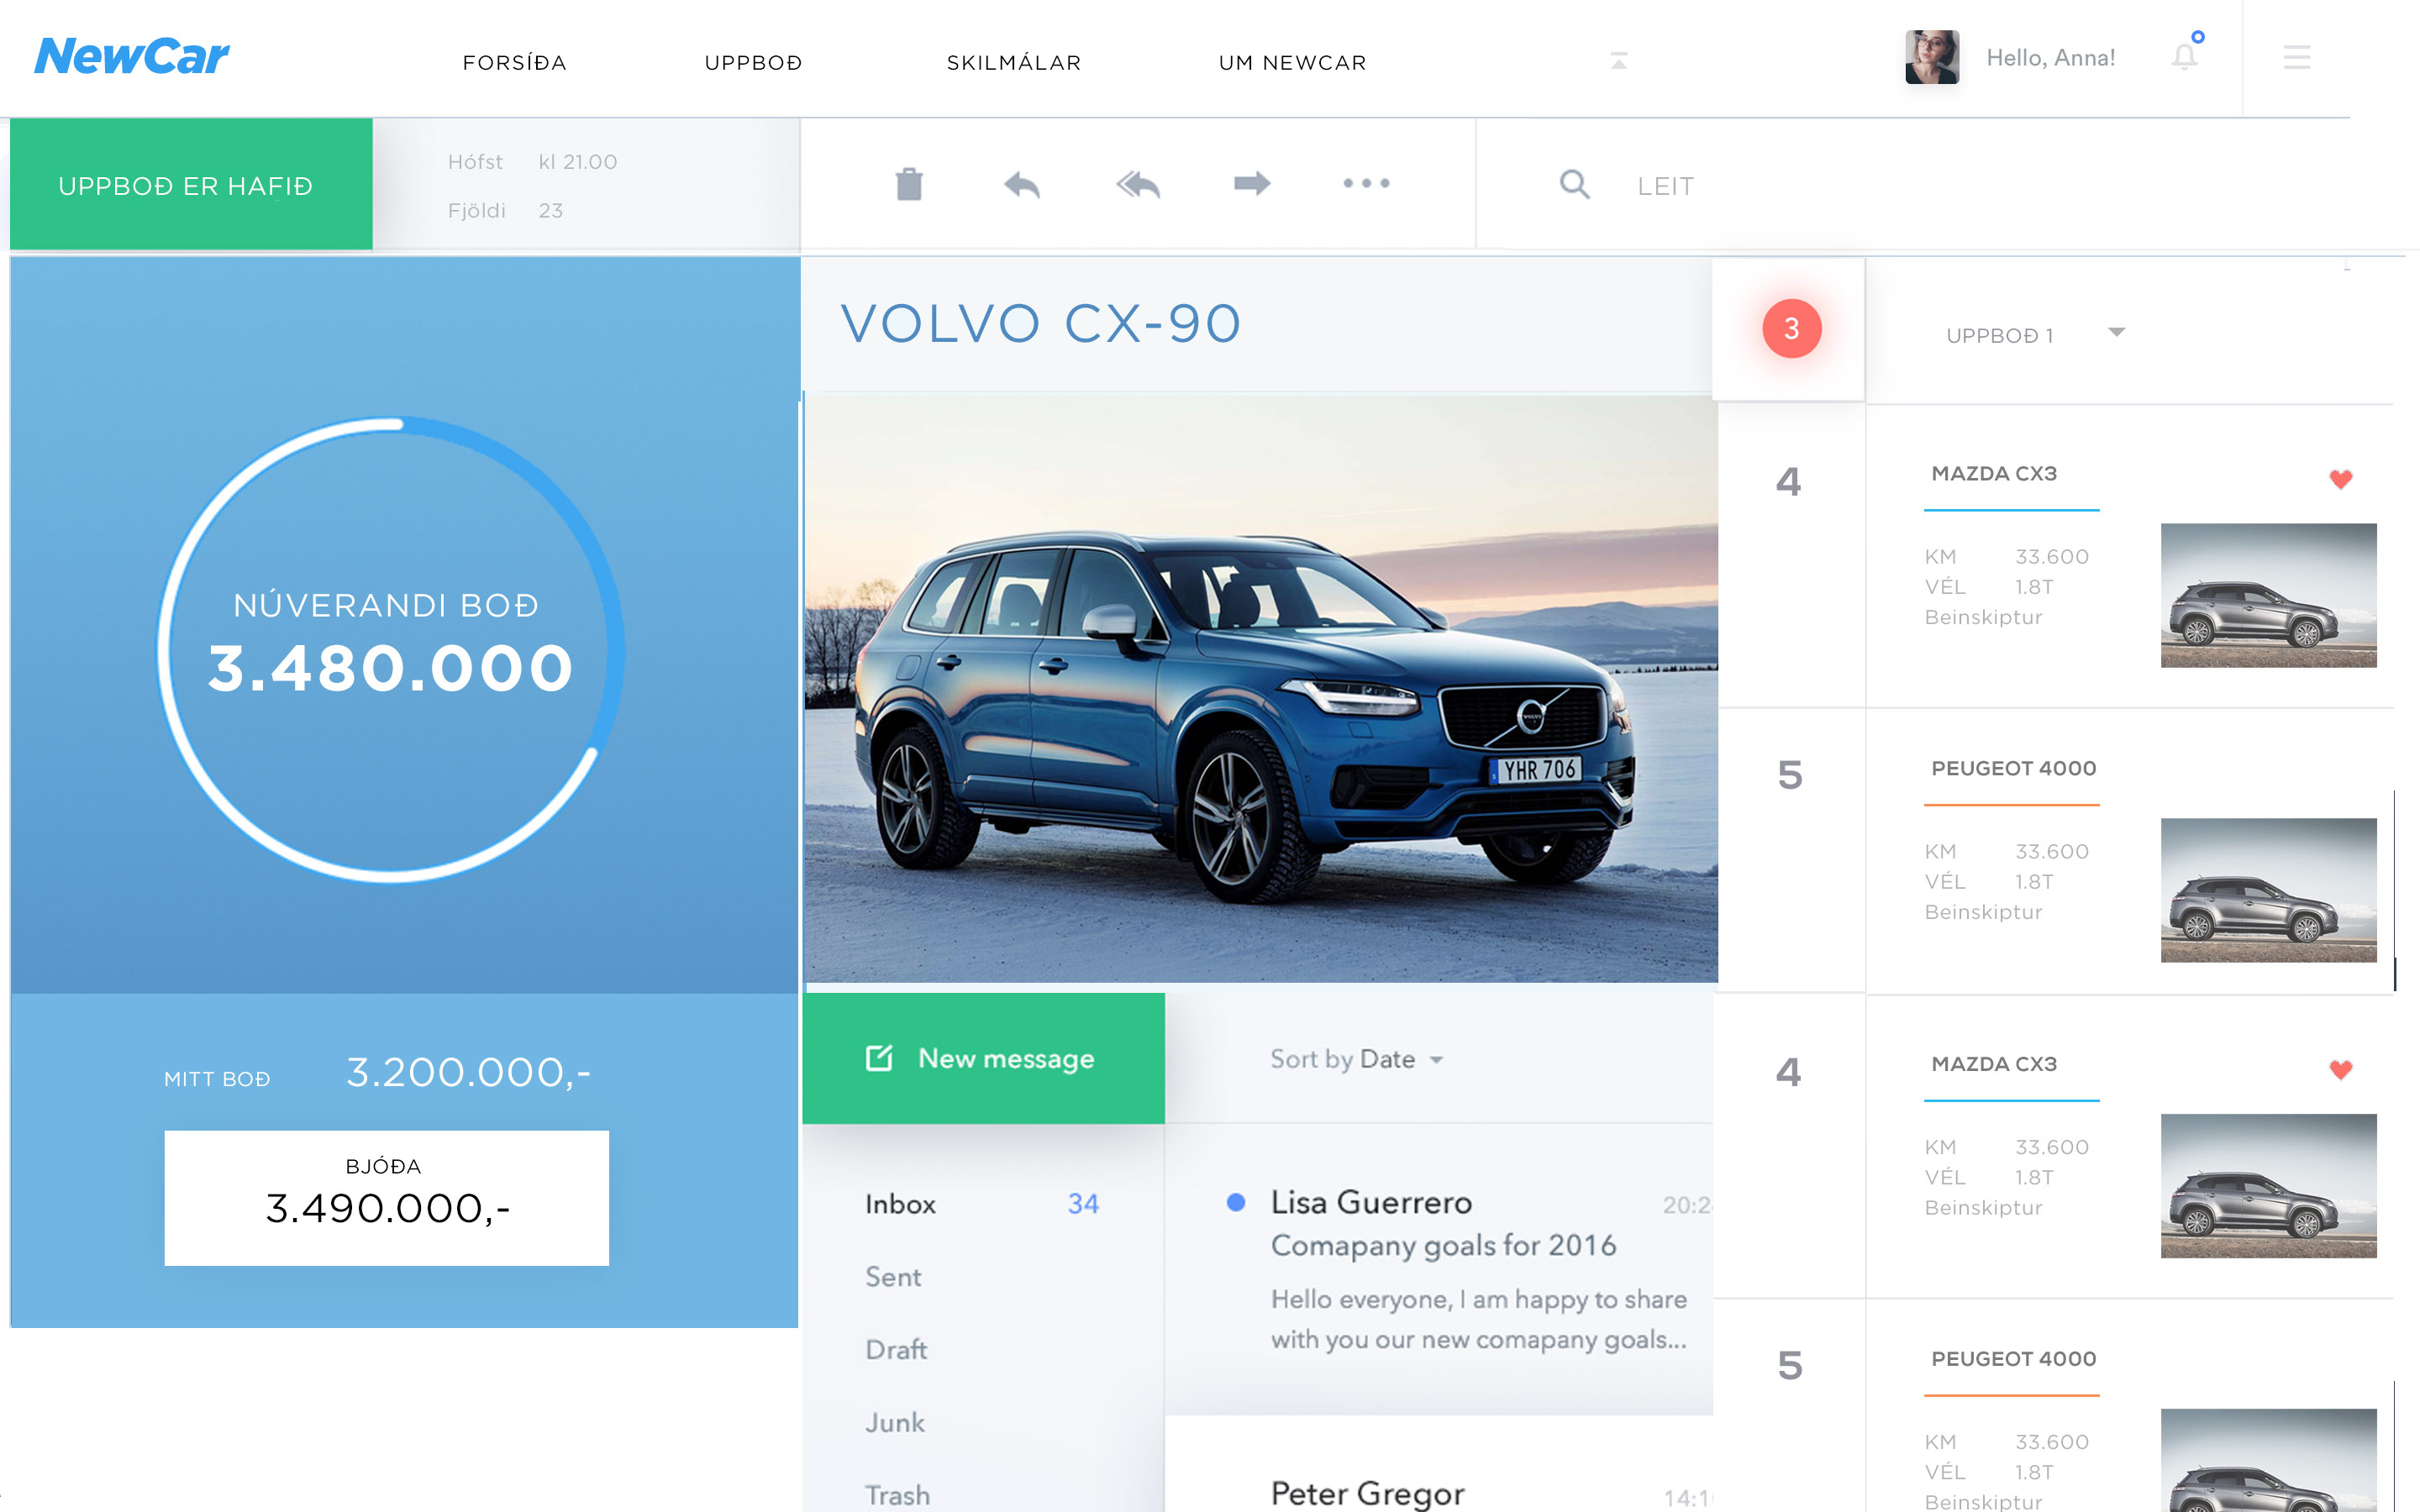 NewCar
FORSÍÐA
UPPBOÐ
SKILMÁLAR
UM NEWCAR
Hello, Anna!
UPPBOÐ ER HAFIÐ
Hófst kl 21.00
Fjöldi 23
LEIT
NÚVERANDI BOÐ
3.480.000
MITT BOÐ 3.200.000,-
BJÓÐA
3.490.000,-
VOLVO CX-90
VOLVO
YHR 706
New message
Sort by Date
Inbox 34
Sent
Draft
Junk
Trash
Lisa Guerrero
Comapany goals for 2016
Hello everyone, I am happy to share
with you our new comapany goals...
Peter Gregor
3
UPPBOÐ 1
4
MAZDA CX3
KM 33.600
VÉL 1.8T
Beinskiptur
5
PEUGEOT 4000
KM 33.600
VÉL 1.8T
Beinskiptur
4
MAZDA CX3
KM 33.600
VÉL 1.8T
Beinskiptur
5
PEUGEOT 4000
KM 33.600
VÉL 1.8T
Beinskiptur